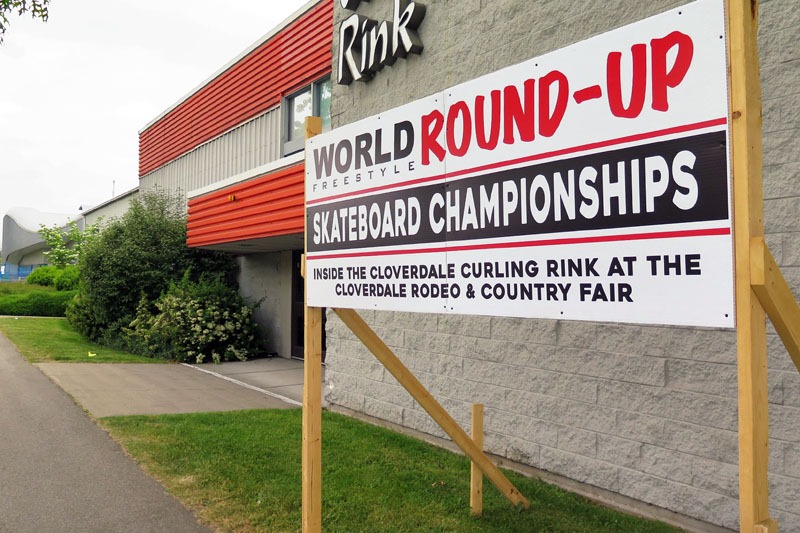 Rink
WORLD ROUND-UP
FREESTYLE
SKATEBOARD CHAMPIONSHIPS
INSIDE THE CLOVERDALE CURLING RINK AT THE
CLOVERDALE RODEO & COUNTRY FAIR